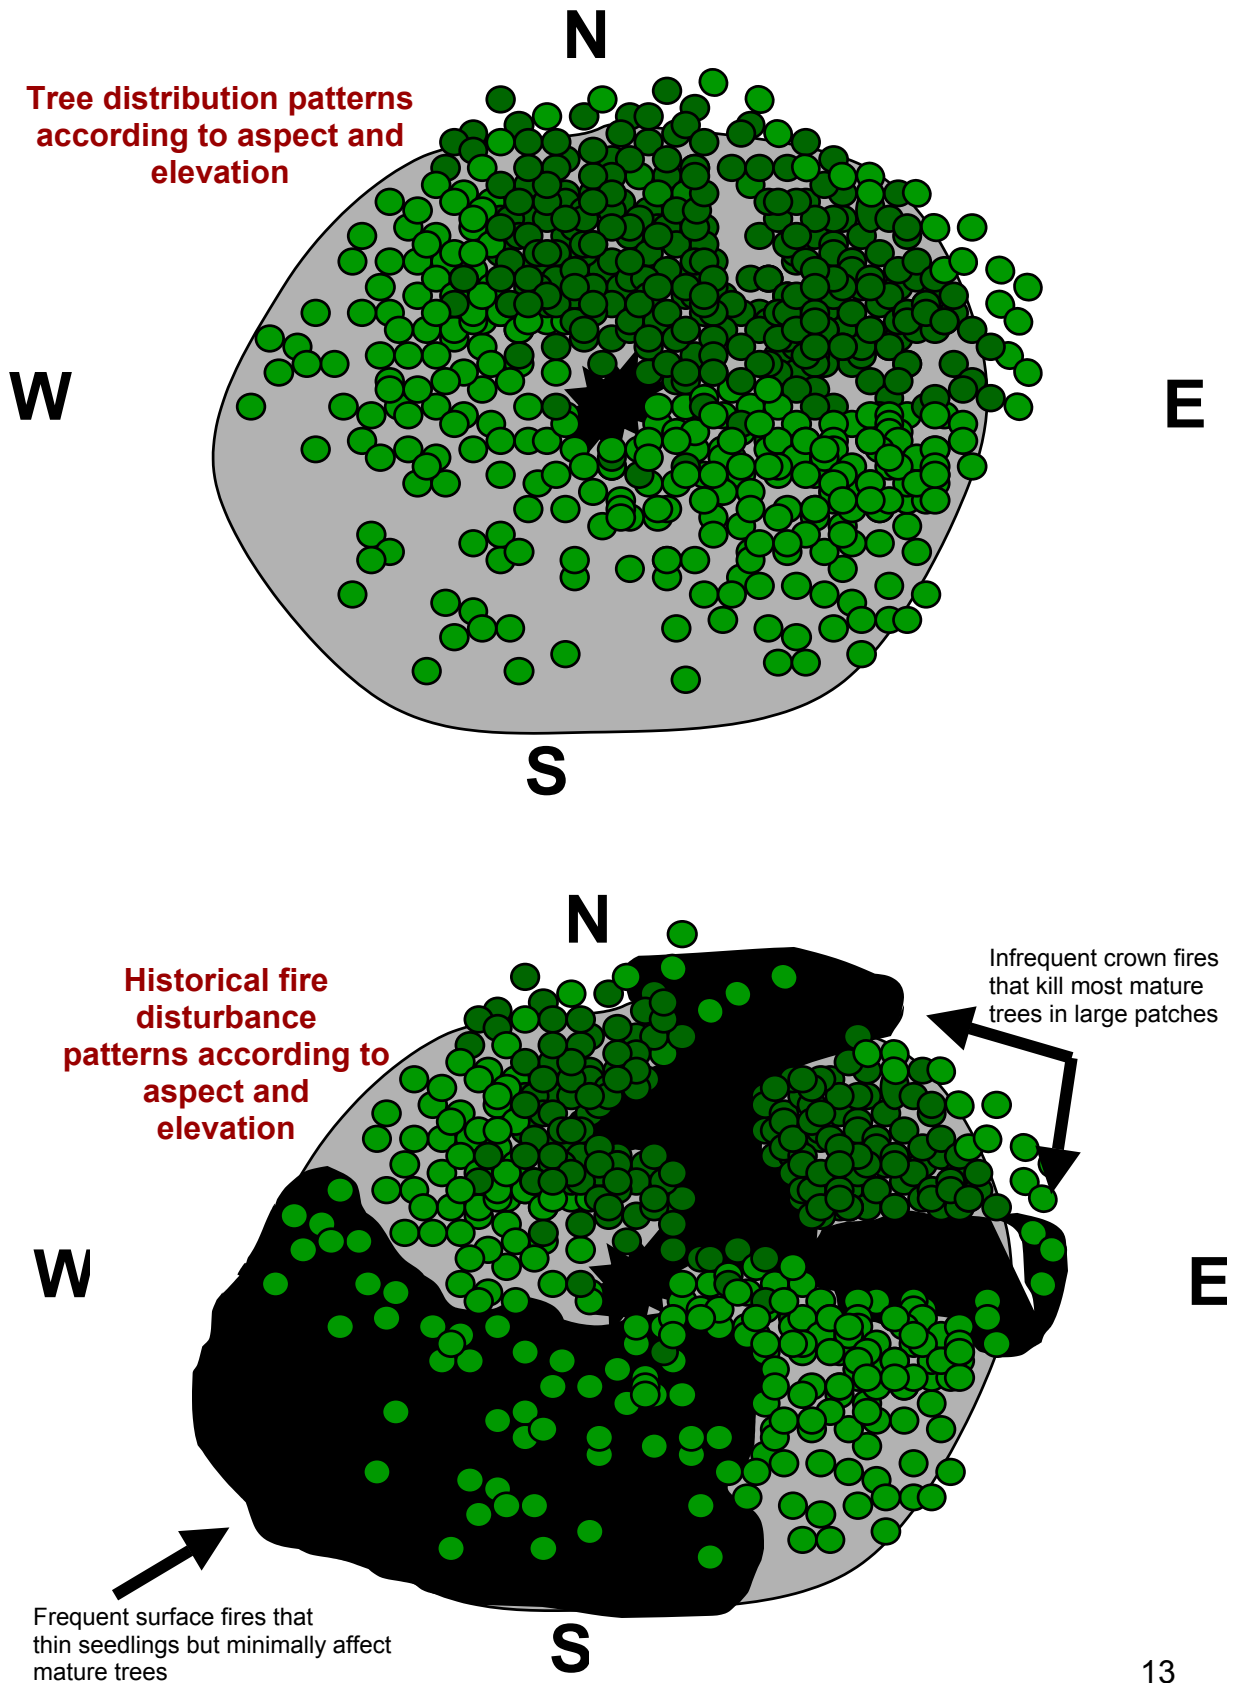 N
Tree distribution patterns
according to aspect and
elevation
W
E
S
N
Historical fire
disturbance
patterns according to
aspect and
elevation
Infrequent crown fires
that kill most mature
trees in large patches
W
E
Frequent surface fires that
thin seedlings but minimally affect
mature trees
S
13